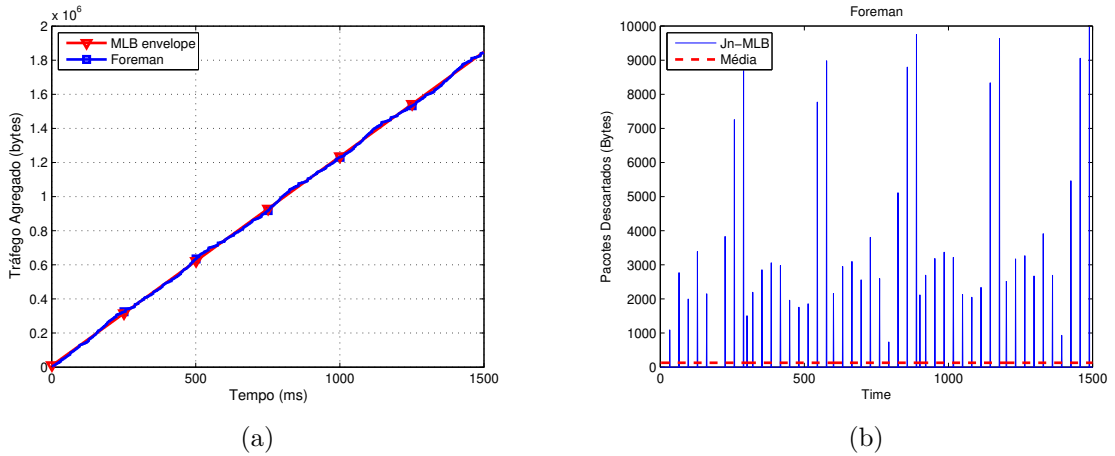 x 10^6
2
1.8
1.6
1.4
1.2
1
0.8
0.6
0.4
0.2
0
0 500 1000 1500
Tempo (ms)
Tráfego Agregado (bytes)
MLB envelope
Foreman
(a)
Foreman
10000
9000
8000
7000
6000
5000
4000
3000
2000
1000
0
0 500 1000 1500
Time
Pacotes Descartados (Bytes)
Jn−MLB
Média
(b)